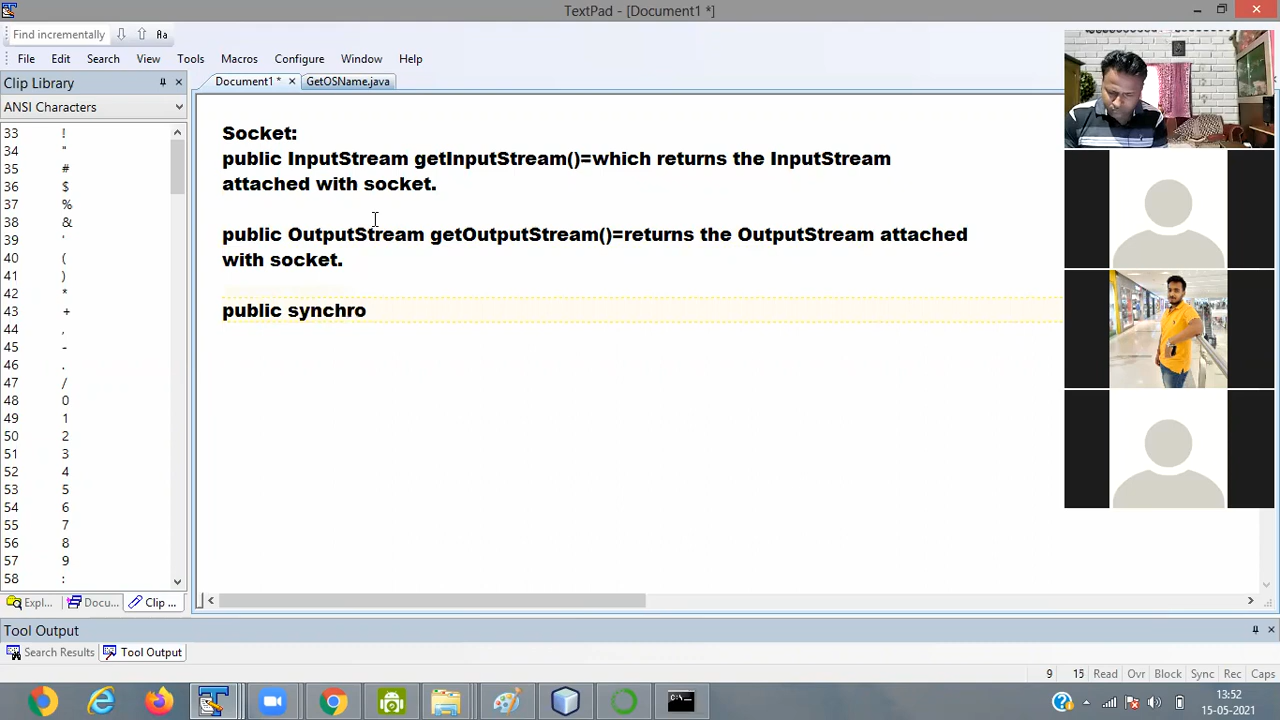 TextPad - [Document1 *]
Find incrementally
File Edit Search View Tools Macros Configure Window Help
Clip Library
Document1 * GetOSName.java
ANSI Characters
33 !
34 "
35 #
36 $
37 %
38 &
39 '
40 (
41 )
42 *
43 +
44 ,
45 -
46 .
47 /
48 0
49 1
50 2
51 3
52 4
53 5
54 6
55 7
56 8
57 9
58 :
Socket:
public InputStream getInputStream()=which returns the InputStream
attached with socket.
public OutputStream getOutputStream()=returns the OutputStream attached
with socket.
public synchro
Expl... Docu... Clip ...
Tool Output
Search Results Tool Output
9 15 Read Ovr Block Sync Rec Caps
13:52
15-05-2021